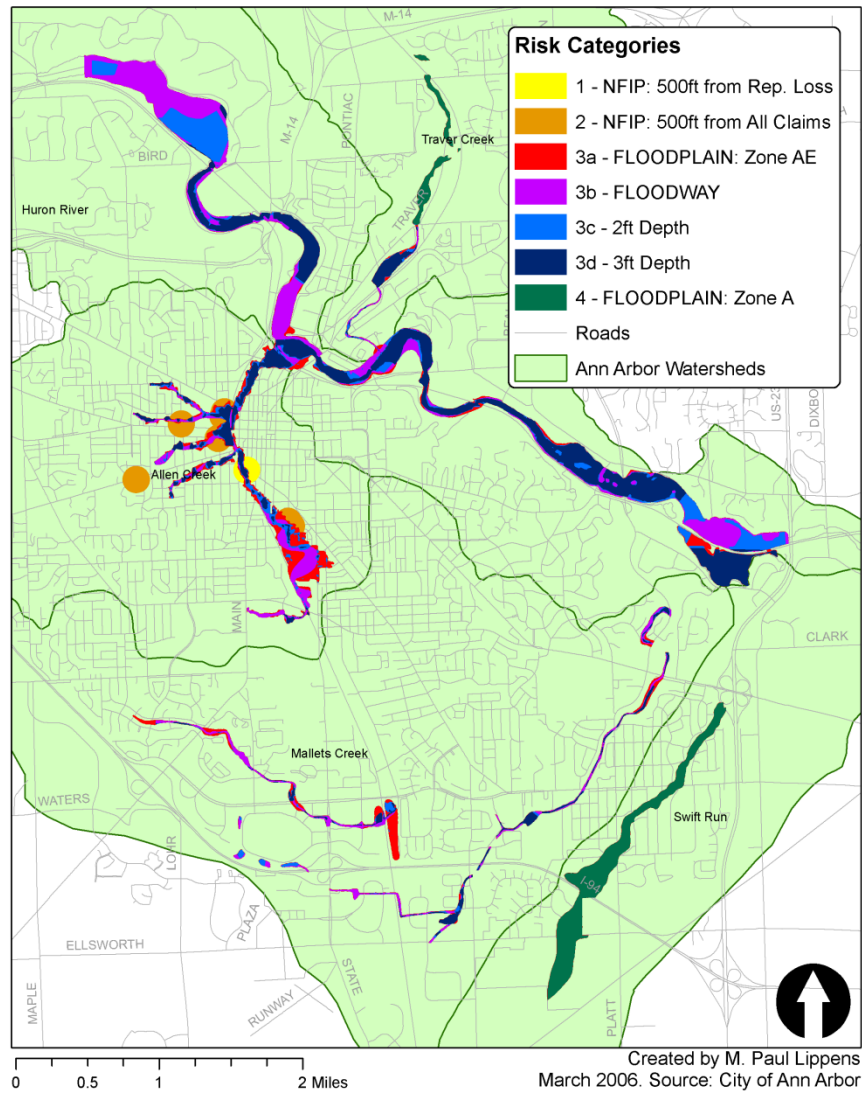 M-14
Risk Categories
1 - NFIP: 500ft from Rep. Loss
2 - NFIP: 500ft from All Claims
3a - FLOODPLAIN: Zone AE
3b - FLOODWAY
3c - 2ft Depth
3d - 3ft Depth
4 - FLOODPLAIN: Zone A
Roads
Ann Arbor Watersheds
M-14
PONTIAC
Traver Creek
BIRD
TRAVER
Huron River
US-23
DIXBO
Allen Creek
MAIN
CLARK
Mallets Creek
WATERS
LOHR
Swift Run
I-94
PLAZA
ELLSWORTH
STATE
MAPLE
RUNWAY
PLATT
0 0.5 1 2 Miles
Created by M. Paul Lippens
March 2006. Source: City of Ann Arbor